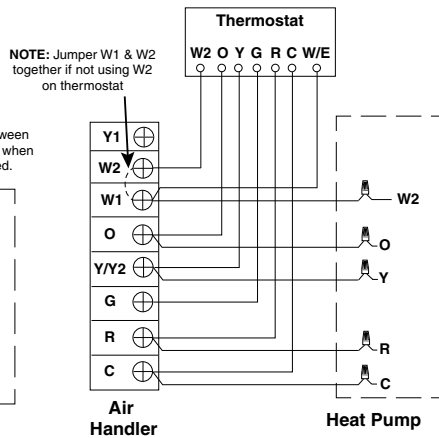 Thermostat
W2 O Y G R C W/E
NOTE: Jumper W1 & W2
together if not using W2
on thermostat
ween
when
ed.
Y1
W2
W1
O
Y/Y2
G
R
C
Air
Handler
W2
O
Y
R
C
Heat Pump